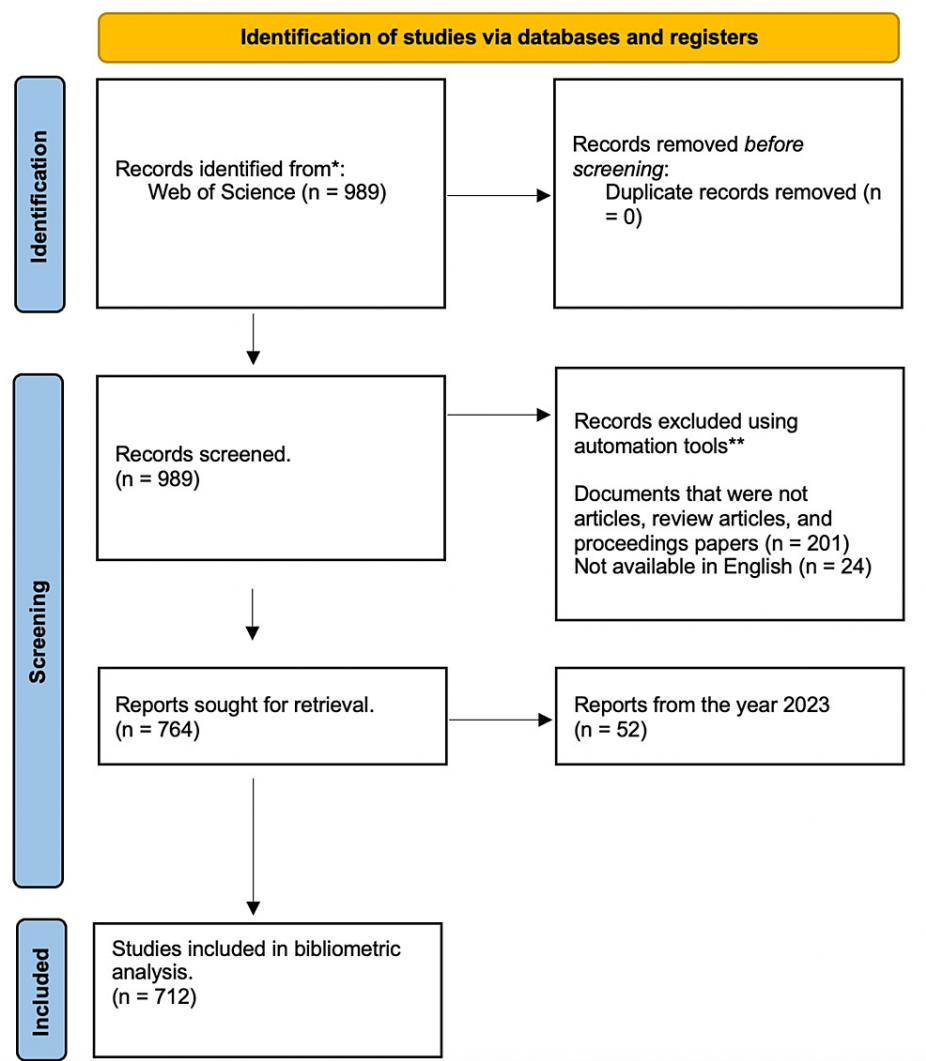 Identification of studies via databases and registers
Identification
Records identified from*:
Web of Science (n = 989)
Records removed before
screening:
Duplicate records removed (n
= 0)
Screening
Records screened.
(n = 989)
Records excluded using
automation tools**
Documents that were not
articles, review articles, and
proceedings papers (n = 201)
Not available in English (n = 24)
Reports sought for retrieval.
(n = 764)
Reports from the year 2023
(n = 52)
Included
Studies included in bibliometric
analysis.
(n = 712)